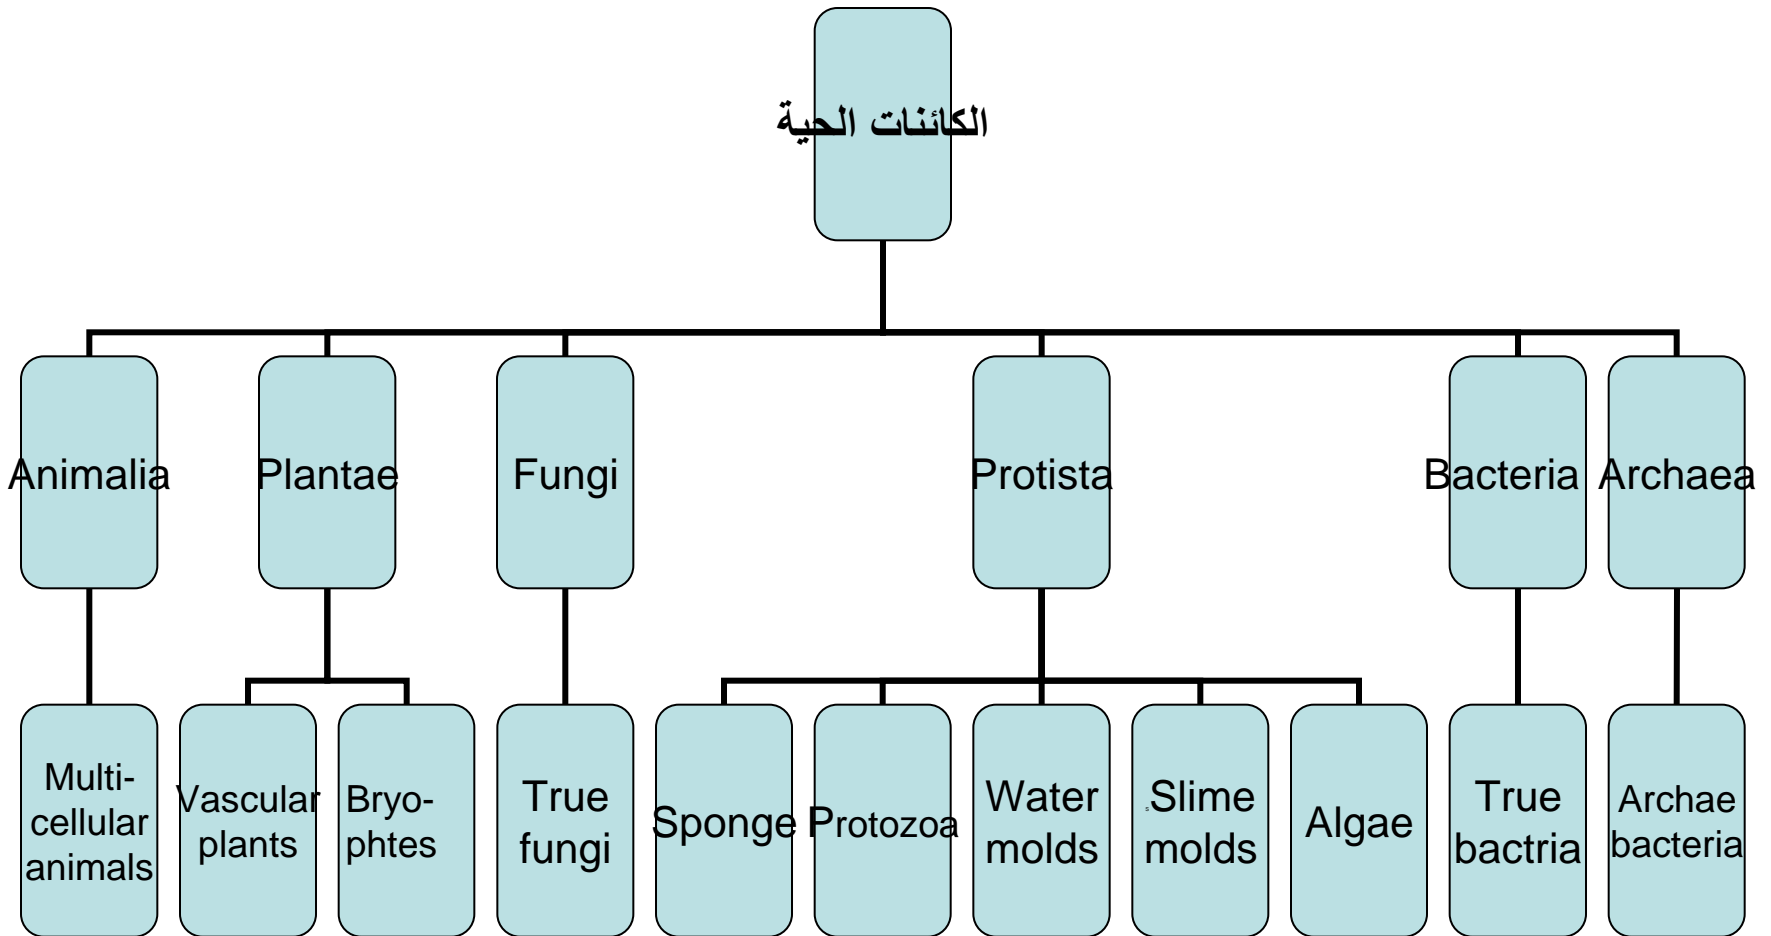 الكائنات الحية
Animalia
Plantae
Fungi
Protista
Bacteria
Archaea
Multi-
cellular
animals
Vascular
plants
Bryo-
phtes
True
fungi
Sponge
Protozoa
Water
molds
Slime
molds
Algae
True
bactria
Archae
bacteria